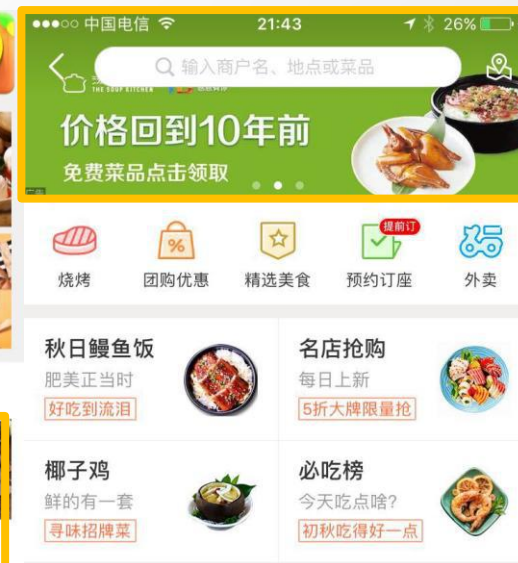 中国电信 21:43 26%
输入商户名、地点或菜品
THE SOUP KITCHEN
价格回到10年前
免费菜品点击领取
广告
提前订
% 
烧烤 团购优惠 精选美食 预约订座 外卖
秋日鳗鱼饭
肥美正当时
好吃到流泪
名店抢购
每日上新
5折大牌限量抢
椰子鸡
鲜的有一套
寻味招牌菜
必吃榜
今天吃点啥?
初秋吃得好一点